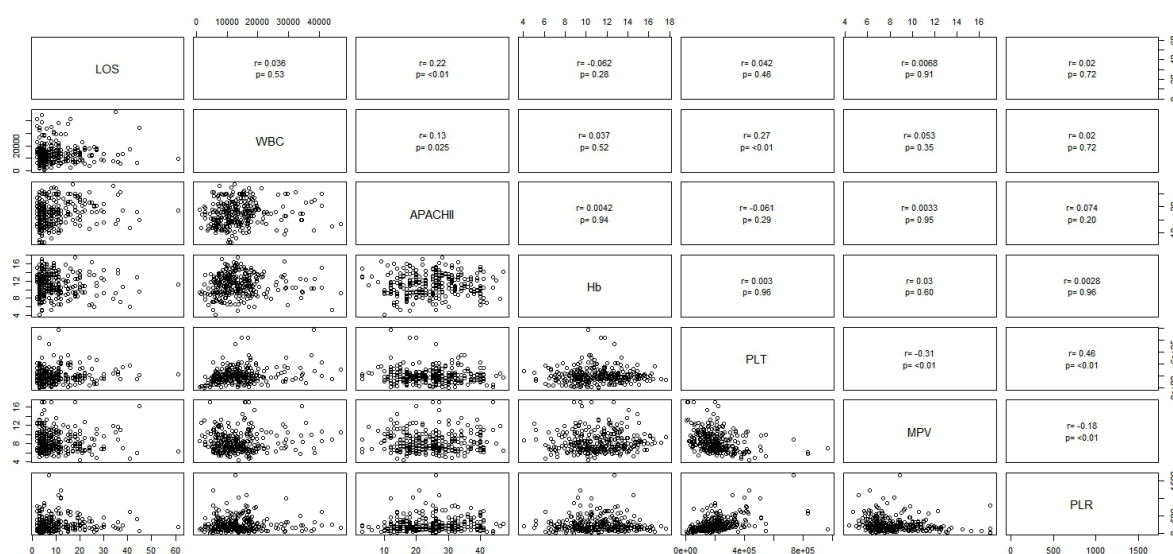 0 10000 20000 30000 40000
4 6 8 10 12 14 16 18
4 6 8 10 12 14 16
LOS
r= 0.036
p= 0.53
r= 0.22
p= <0.01
r= -0.062
p= 0.28
r= 0.042
p= 0.46
r= 0.0068
p= 0.91
r= 0.02
p= 0.72
0 20 40 60
0 20000
WBC
r= 0.13
p= 0.025
r= 0.037
p= 0.52
r= 0.27
p= <0.01
r= 0.053
p= 0.35
r= 0.02
p= 0.72
APACHII
r= 0.0042
p= 0.94
r= -0.061
p= 0.29
r= 0.0033
p= 0.95
r= 0.074
p= 0.20
4 8 12 16
Hb
r= 0.003
p= 0.96
r= 0.03
p= 0.60
r= 0.0028
p= 0.96
PLT
r= -0.31
p= <0.01
r= 0.46
p= <0.01
4 8 12 16
MPV
r= -0.18
p= <0.01
PLR
0 10 20 30 40 50 60
10 20 30 40
0e+00 4e+05 8e+05
0 500 1000 1500